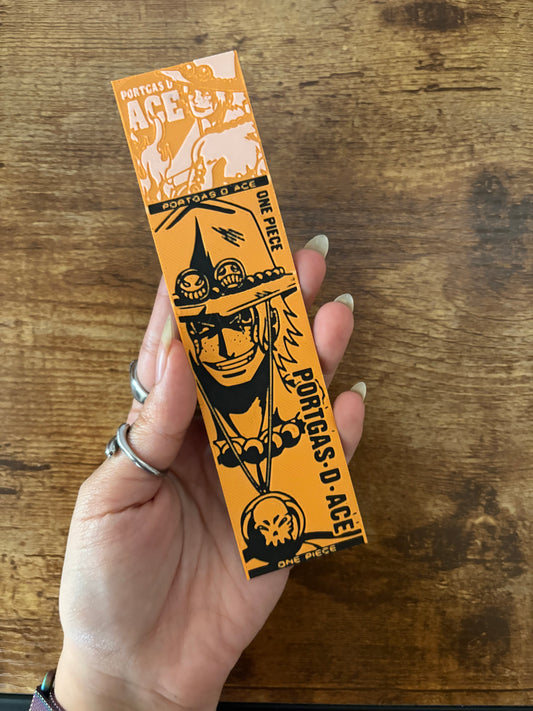 PORTGAS D
ACE
PORTGAS D ACE
ONE PIECE
PORTGAS·D·ACE
ONE PIECE